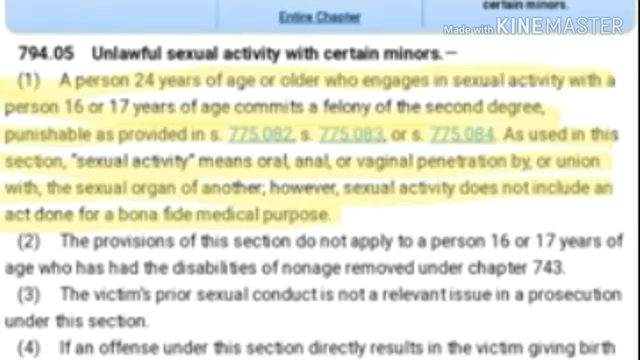 certain minors.
Entire Chapter
Made with KINEMASTER
794.05 Unlawful sexual activity with certain minors.—
(1) A person 24 years of age or older who engages in sexual activity with a
person 16 or 17 years of age commits a felony of the second degree,
punishable as provided in s. 775.082, s. 775.083, or s. 775.084. As used in this
section, "sexual activity" means oral, anal, or vaginal penetration by, or union
with, the sexual organ of another; however, sexual activity does not include an
act done for a bona fide medical purpose.
(2) The provisions of this section do not apply to a person 16 or 17 years of
age who has had the disabilities of nonage removed under chapter 743.
(3) The victim's prior sexual conduct is not a relevant issue in a prosecution
under this section.
(4) If an offense under this section directly results in the victim giving birth